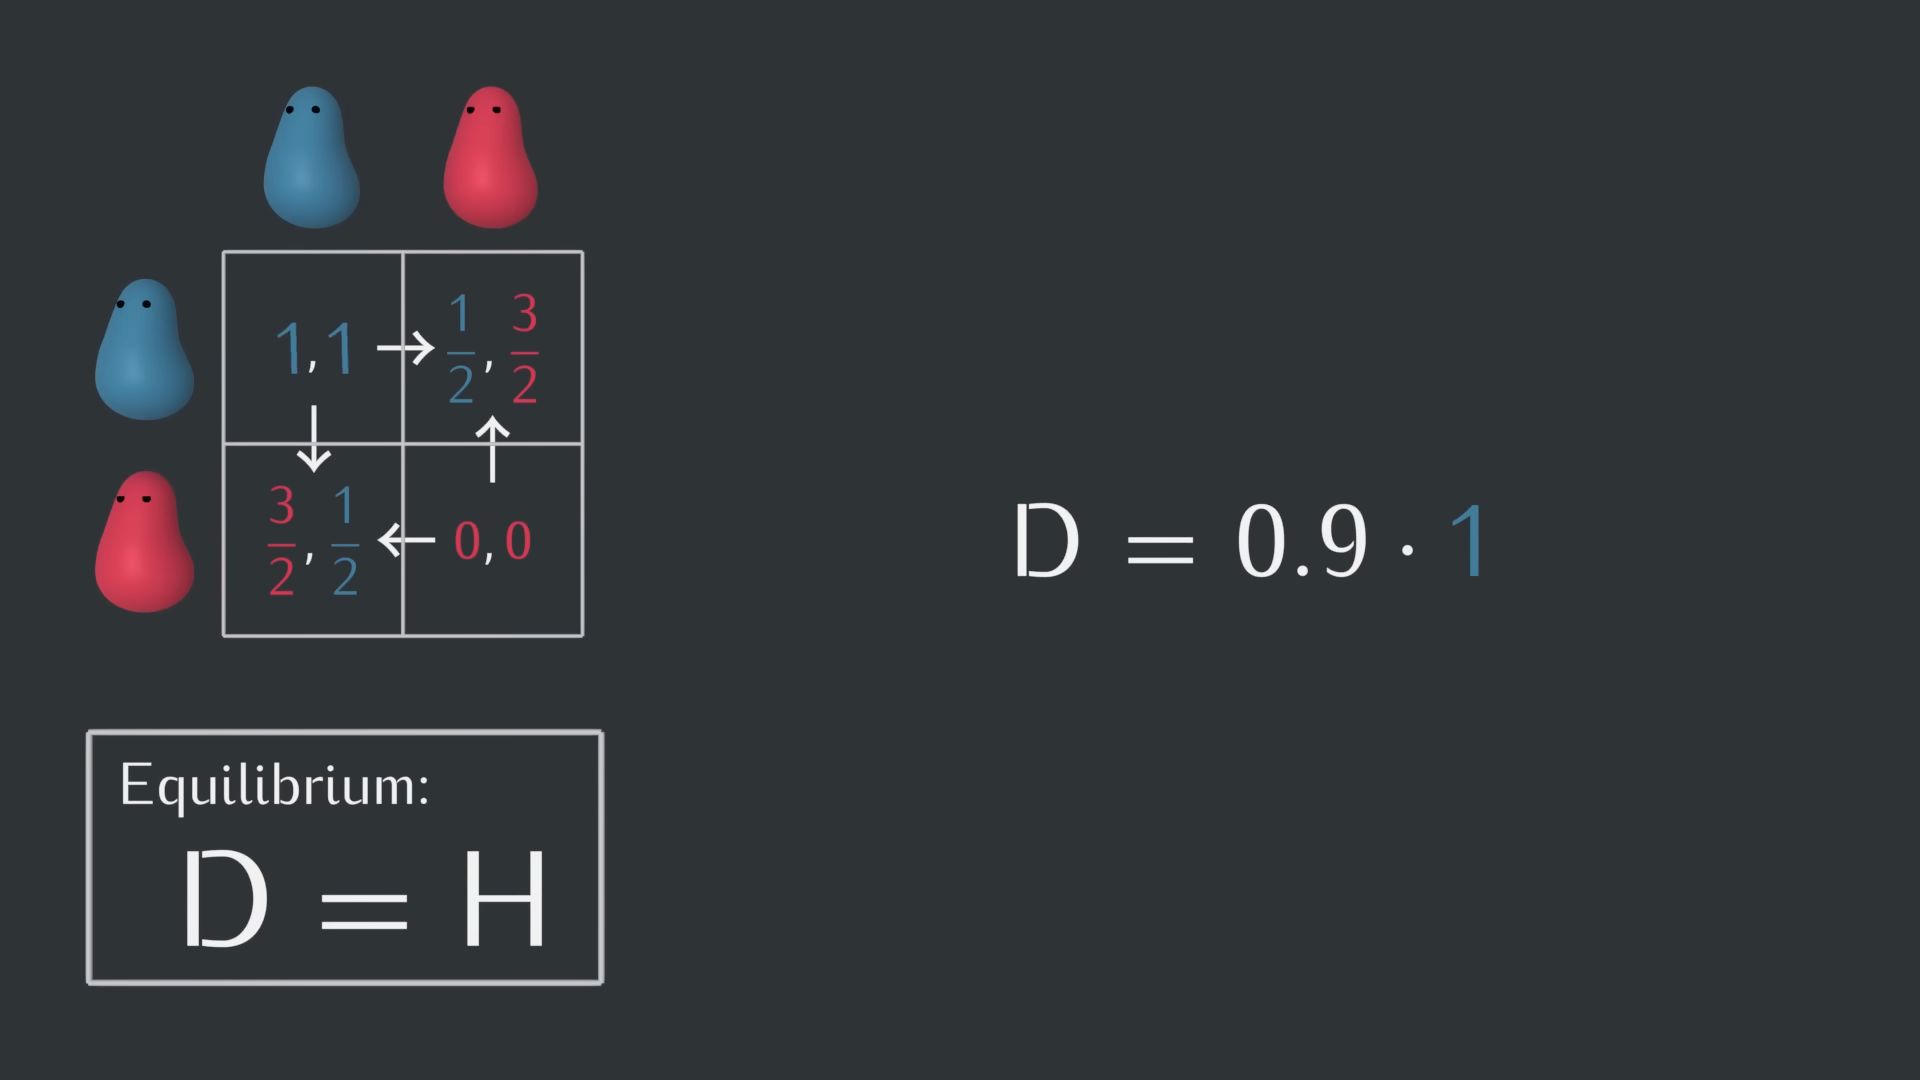 1,1 → 1/2, 3/2
↓ ↑
3/2, 1/2 ← 0,0
D = 0.9 · 1
Equilibrium:
D = H